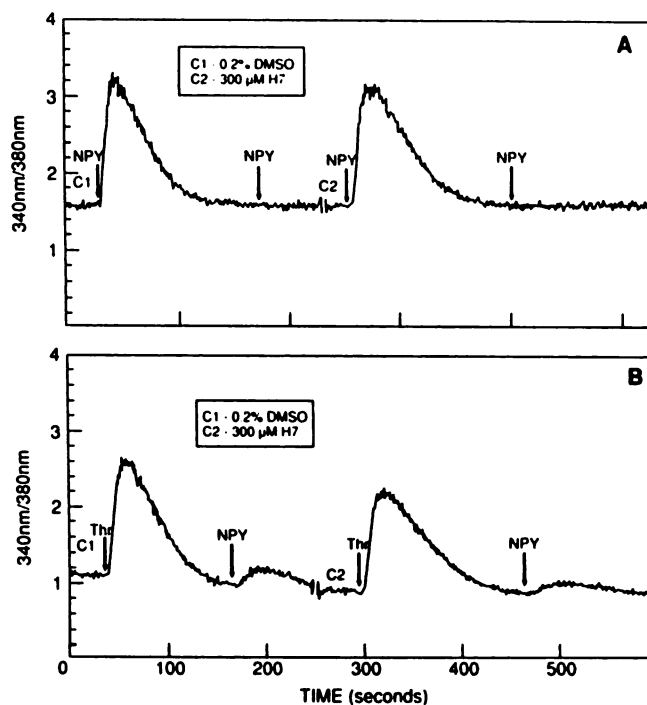 A
4
C1 · 0.2% DMSO
C2 · 300 µM H7
3
NPY NPY NPY NPY
2
C1 C2
1
340nm/380nm
B
4
C1 · 0.2% DMSO
C2 · 300 µM H7
3
2
Thr NPY Thr NPY
C1 C2
1
0
340nm/380nm
0 100 200 300 400 500
TIME (seconds)